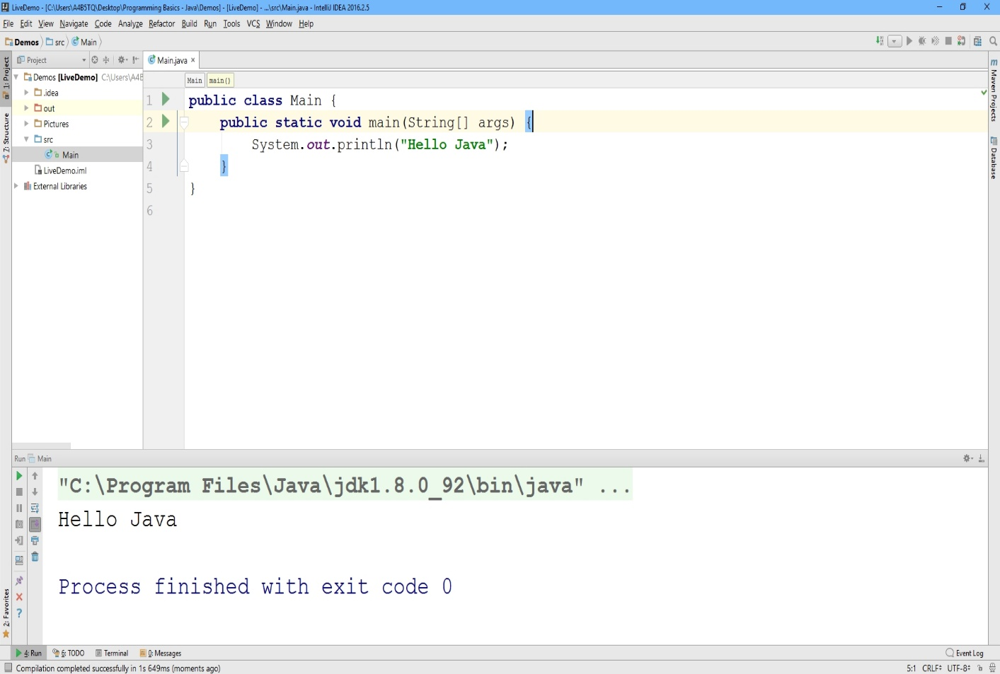 LiveDemo - [C:\Users\A4B5TQ\Desktop\Programming Basics - Java\Demos] - [LiveDemo] - ...\src\Main.java - IntelliJ IDEA 2016.2.5
File Edit View Navigate Code Analyze Refactor Build Run Tools VCS Window Help
Demos src Main
1: Project
Project
Main.java
Demos [LiveDemo] C:\Users\A4B
.idea
out
Pictures
src
Main
LiveDemo.iml
External Libraries
Z: Structure
2: Favorites
Main main()
1 public class Main {
2 public static void main(String[] args) {
3 System.out.println("Hello Java");
4 }
5 }
6
m Maven Projects
Database
Run Main
"C:\Program Files\Java\jdk1.8.0_92\bin\java" ...
Hello Java
Process finished with exit code 0
4: Run 6: TODO Terminal 0: Messages Event Log
Compilation completed successfully in 1s 649ms (moments ago) 5:1 CRLF÷ UTF-8÷